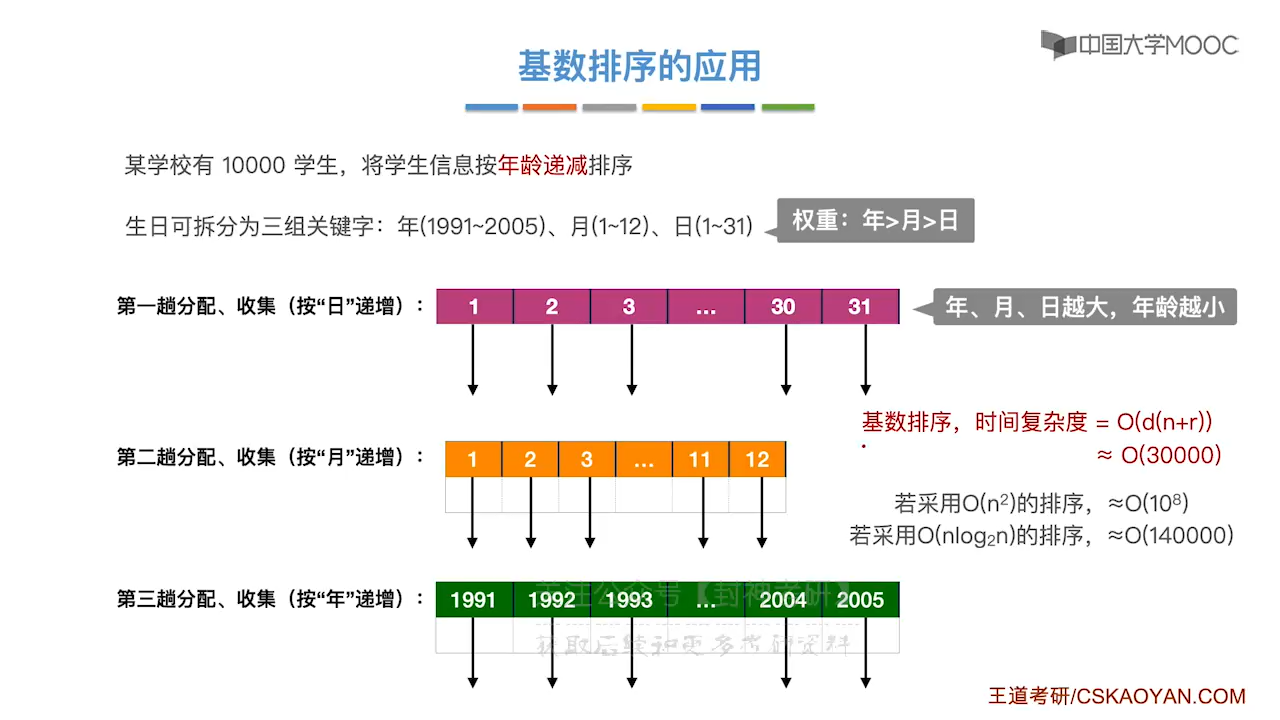 中国大学MOOC
基数排序的应用
某学校有 10000 学生，将学生信息按年龄递减排序
生日可拆分为三组关键字：年(1991~2005)、月(1~12)、日(1~31)
权重：年>月>日
第一趟分配、收集（按“日”递增）：
1 2 3 ... 30 31
年、月、日越大，年龄越小
基数排序，时间复杂度 = O(d(n+r))
≈ O(30000)
第二趟分配、收集（按“月”递增）：
1 2 3 ... 11 12
若采用O(n²)的排序，≈O(10⁸)
若采用O(nlog₂n)的排序，≈O(140000)
第三趟分配、收集（按“年”递增）：
1991 1992 1993 ... 2004 2005
关注公众号【封神考研】
获取后续和更多考研资料
王道考研/CSKAOYAN.COM